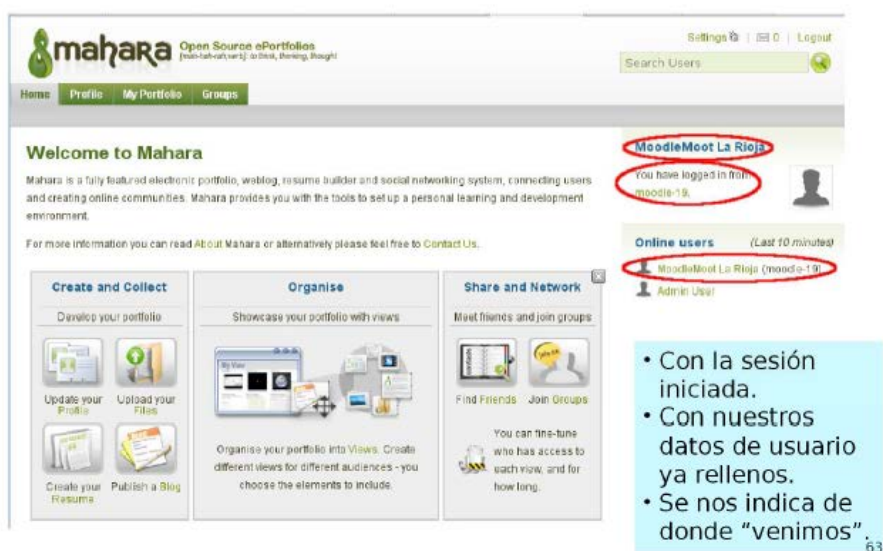 mahara Open Source ePortfolios
Settings | 0 | Logout
Search Users
Home Profile My Portfolio Groups
Welcome to Mahara
Mahara is a fully featured electronic portfolio, weblog, resume builder and social networking system, connecting users
and creating online communities. Mahara provides you with the tools to set up a personal learning and development
environment.
For more information you can read About Mahara or alternatively please feel free to Contact Us.
Create and Collect
Develop your portfolio
Update your
Profile
Upload your
Files
Create your
Resume
Publish a Blog
Organise
Showcase your portfolio with views
My View
Organise your portfolio into Views. Create
different views for different audiences - you
choose the elements to include.
Share and Network
Meet friends and join groups
Find Friends
Join Groups
You can fine-tune
who has access to
each view, and for
how long.
MoodleMoot La Rioja
You have logged in from
moodle-19.
Online users (Last 10 minutes)
MoodleMoot La Rioja (moodle-19)
Admin User
• Con la sesión
iniciada.
• Con nuestros
datos de usuario
ya rellenos.
• Se nos indica de
donde “venimos”.
63